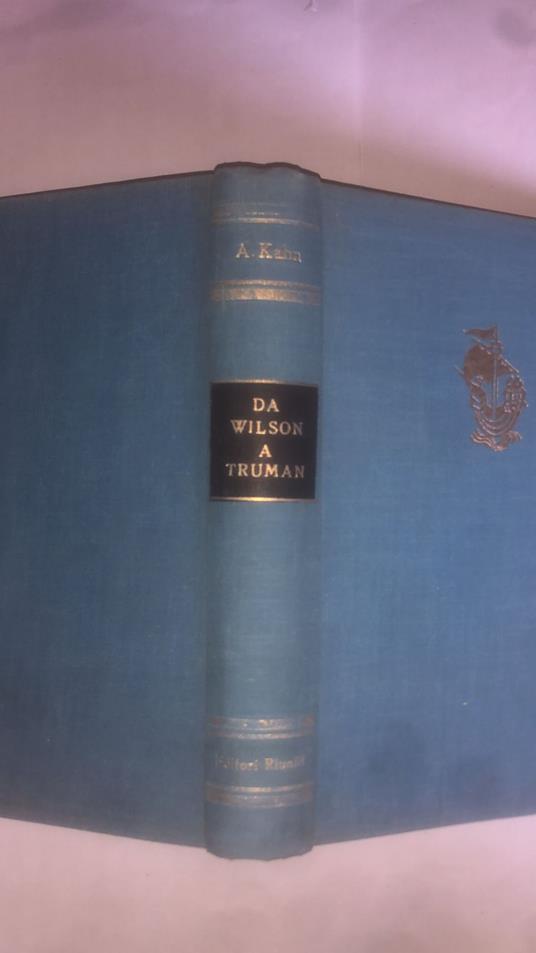 A. Kahn
DA
WILSON
A
TRUMAN
Editori Riuniti